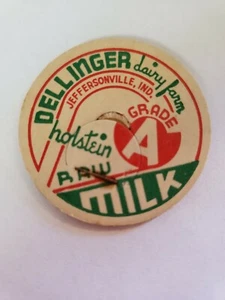 DELLINGER dairy farm
JEFFERSONVILLE, IND.
GRADE
A
holstein
RAW
MILK